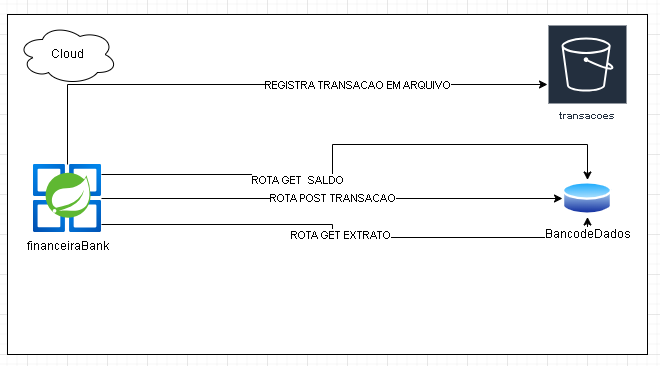 Cloud
REGISTRA TRANSACAO EM ARQUIVO
transacoes
ROTA GET SALDO
ROTA POST TRANSACAO
ROTA GET EXTRATO
BancodeDados
financeiraBank